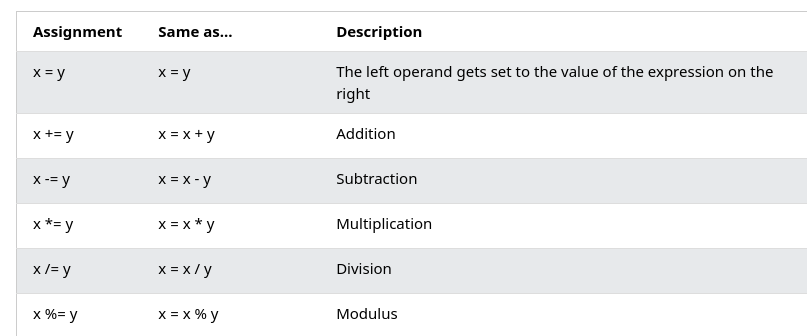 Assignment Same as... Description
x = y x = y The left operand gets set to the value of the expression on the
right
x += y x = x + y Addition
x -= y x = x - y Subtraction
x *= y x = x * y Multiplication
x /= y x = x / y Division
x %= y x = x % y Modulus